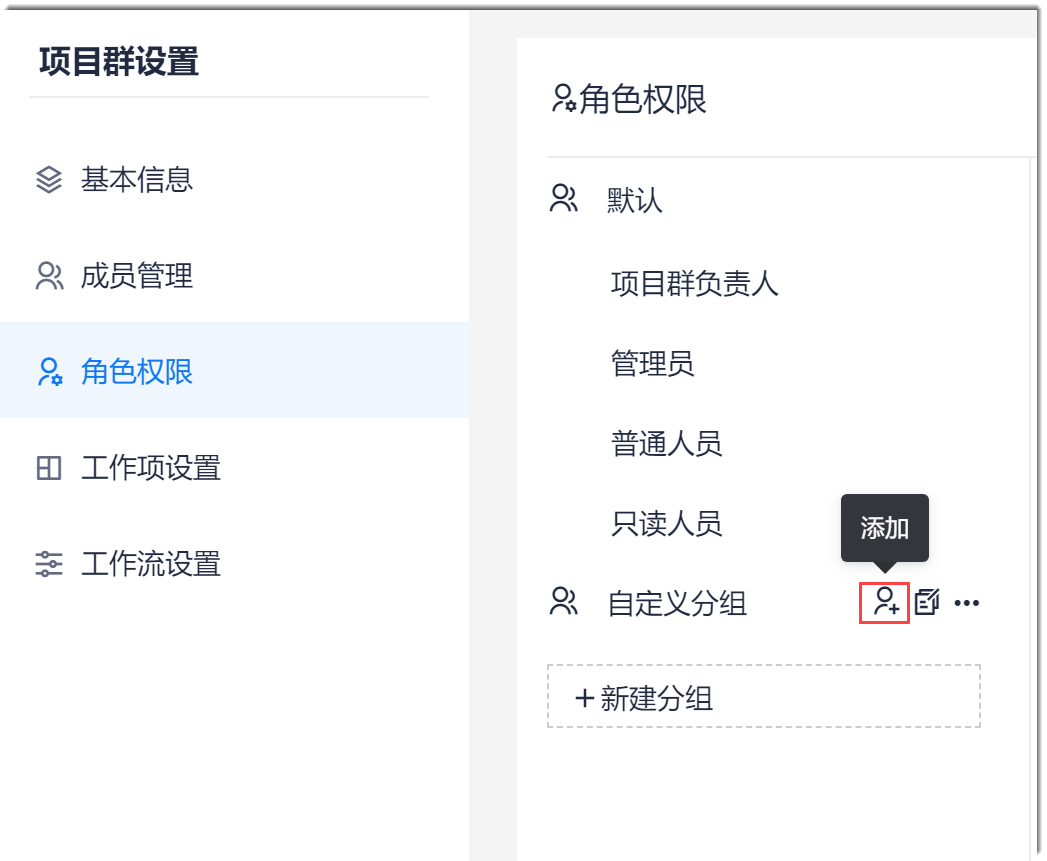 项目群设置
基本信息
成员管理
角色权限
工作项设置
工作流设置
角色权限
默认
项目群负责人
管理员
普通人员
只读人员
添加
自定义分组
新建分组